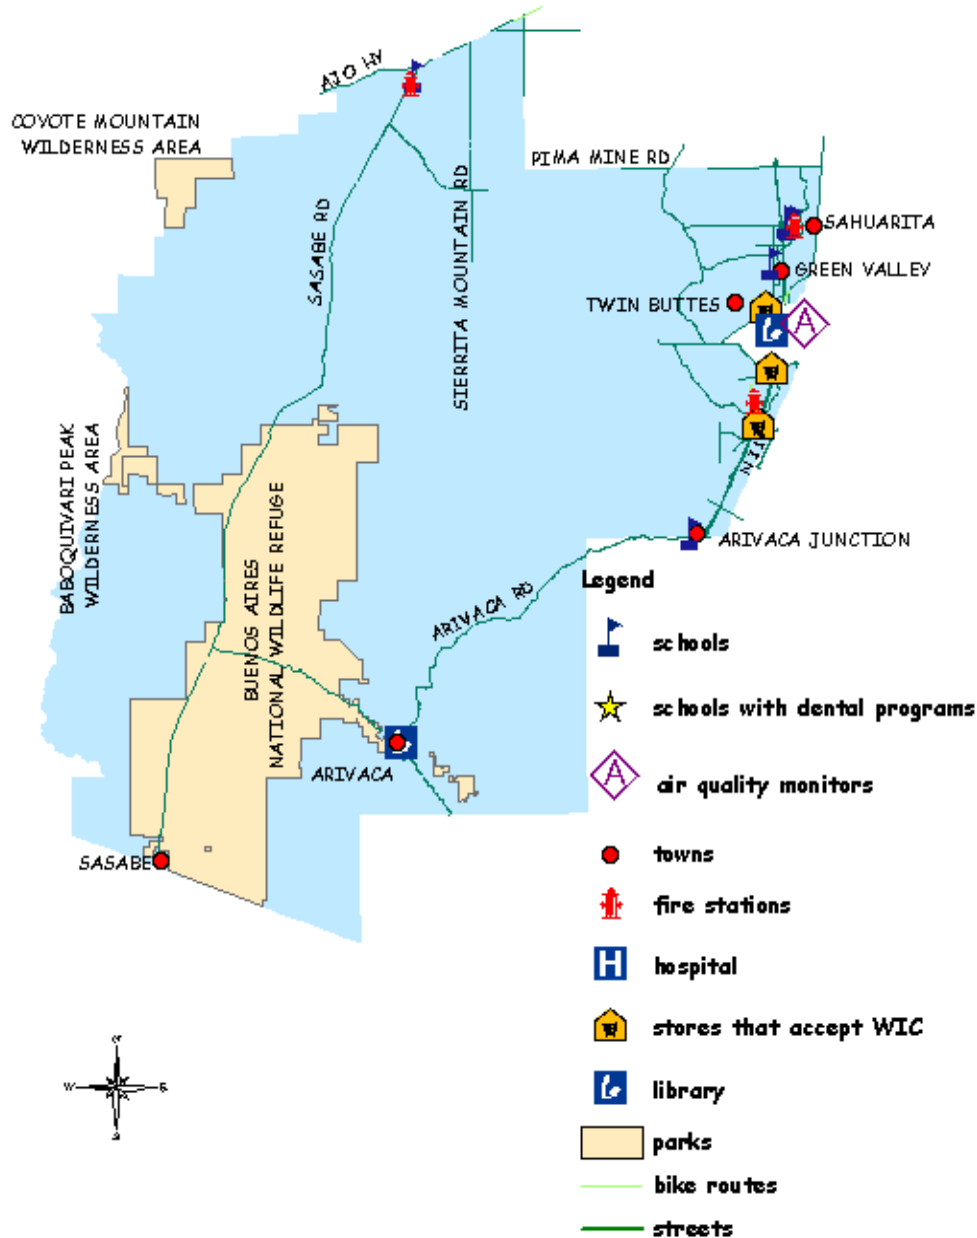 AJO WY
COYOTE MOUNTAIN
WILDERNESS AREA
PIMA MINE RD
SASABE RD
SIERRITA MOUNTAIN RD
SAHUARITA
GREEN VALLEY
TWIN BUTTES
A
BABOQUIVARI PEAK
WILDERNESS AREA
BUENOS AIRES
NATIONAL WILDLIFE REFUGE
ARIVACA JUNCTION
ARIVACA RD
ARIVACA
SASABE
Legend
schools
schools with dental programs
A
air quality monitors
towns
fire stations
H
hospital
stores that accept WIC
library
parks
bike routes
streets
W
E
S